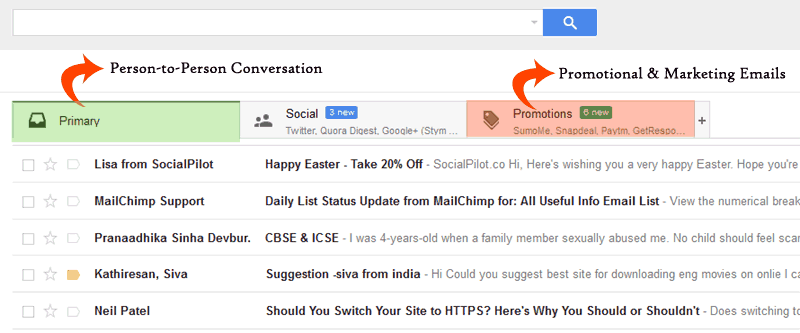 Person-to-Person Conversation
Promotional & Marketing Emails
Primary
Social 3 new
Twitter, Quora Digest, Google+ (Stym ...
Promotions 6 new
SumoMe, Snapdeal, Paytm, GetRespo...
+
Lisa from SocialPilot Happy Easter - Take 20% Off - SocialPilot.co Hi, Here's wishing you a very happy Easter. Hope you're
MailChimp Support Daily List Status Update from MailChimp for: All Useful Info Email List - View the numerical break
Pranaadhika Sinha Devbur. CBSE & ICSE - I was 4-years-old when a family member sexually abused me. No child should feel scar
Kathiresan, Siva Suggestion -siva from india - Hi Could you suggest best site for downloading eng movies on onlie I ca
Neil Patel Should You Switch Your Site to HTTPS? Here's Why You Should or Shouldn't - Does switching to